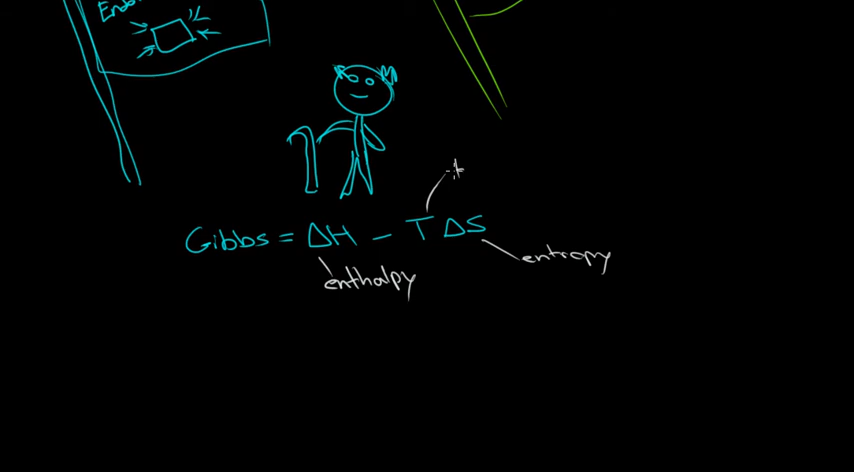 Gibbs = ΔH - TΔS
enthalpy
entropy